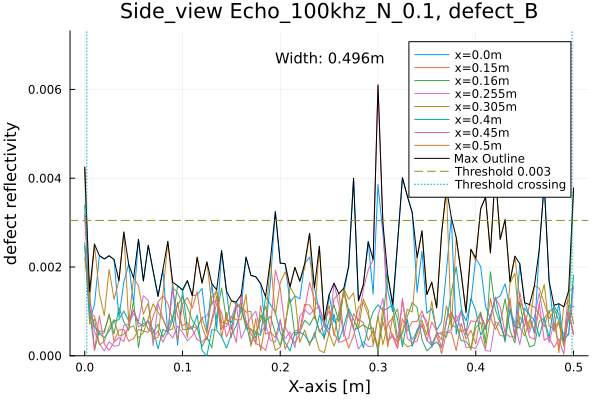 Side_view Echo_100khz_N_0.1, defect_B
Width: 0.496m
x=0.0m
x=0.15m
x=0.16m
x=0.255m
x=0.305m
x=0.4m
x=0.45m
x=0.5m
Max Outline
Threshold 0.003
Threshold crossing
defect reflectivity
0.006
0.004
0.002
0.000
0.0 0.1 0.2 0.3 0.4 0.5
X-axis [m]